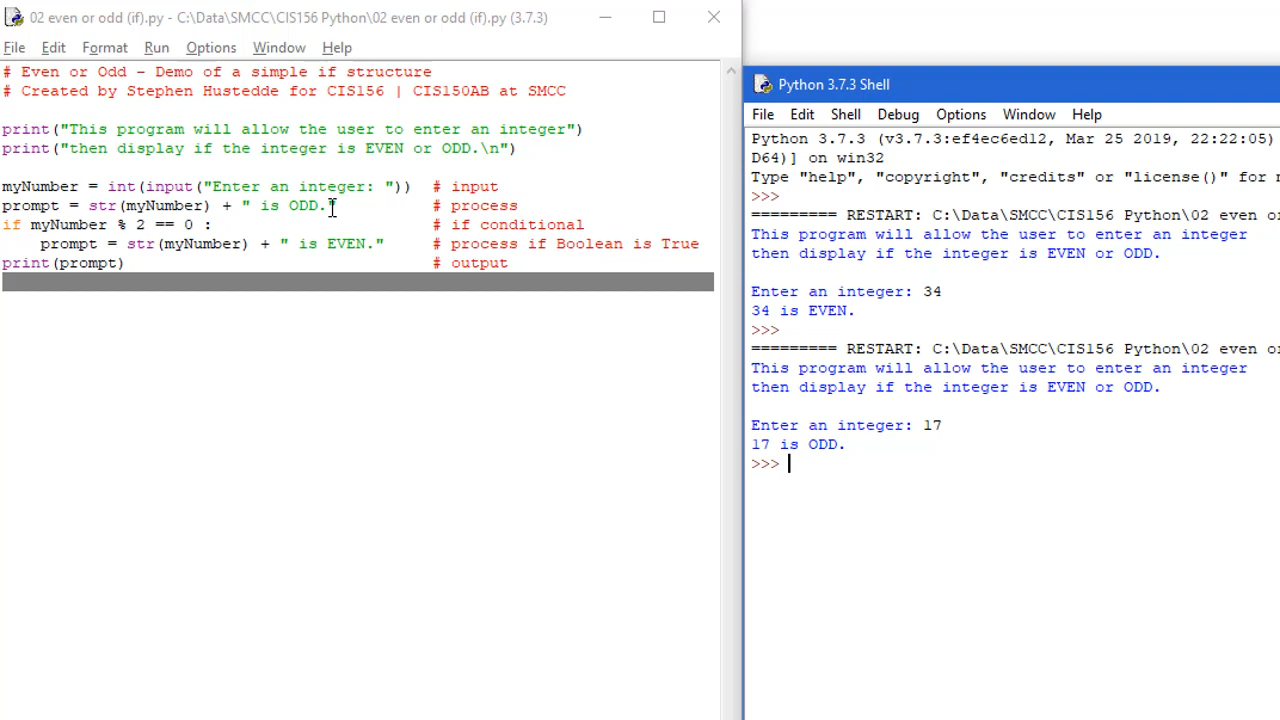 02 even or odd (if).py - C:\Data\SMCC\CIS156 Python\02 even or odd (if).py (3.7.3)
File Edit Format Run Options Window Help
# Even or Odd - Demo of a simple if structure
# Created by Stephen Hustedde for CIS156 | CIS150AB at SMCC
print("This program will allow the user to enter an integer")
print("then display if the integer is EVEN or ODD.\n")
myNumber = int(input("Enter an integer: ")) # input
prompt = str(myNumber) + " is ODD." # process
if myNumber % 2 == 0 : # if conditional
    prompt = str(myNumber) + " is EVEN." # process if Boolean is True
print(prompt) # output
Python 3.7.3 Shell
File Edit Shell Debug Options Window Help
Python 3.7.3 (v3.7.3:ef4ec6ed12, Mar 25 2019, 22:22:05)
D64)] on win32
Type "help", "copyright", "credits" or "license()" for
>>>
========= RESTART: C:\Data\SMCC\CIS156 Python\02 even
This program will allow the user to enter an integer
then display if the integer is EVEN or ODD.
Enter an integer: 34
34 is EVEN.
>>>
========= RESTART: C:\Data\SMCC\CIS156 Python\02 even
This program will allow the user to enter an integer
then display if the integer is EVEN or ODD.
Enter an integer: 17
17 is ODD.
>>>